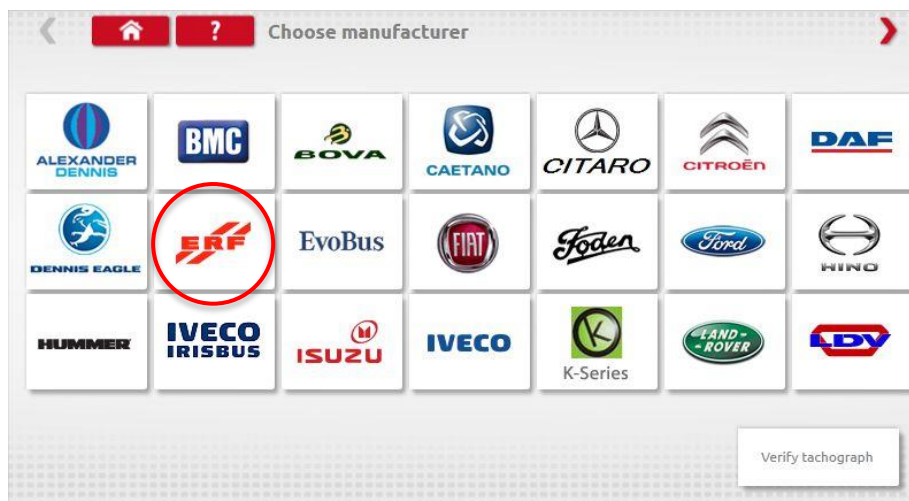 ? Choose manufacturer
ALEXANDER
DENNIS
BMC
BOVA
CAETANO
CITARO
CITROËN
DAF
DENNIS EAGLE
ERF
EvoBus
FIAT
Foden
Ford
HINO
HUMMER
IVECO
IRISBUS
ISUZU
IVECO
K
K-Series
LAND-
-ROVER
LDV
Verify tachograph